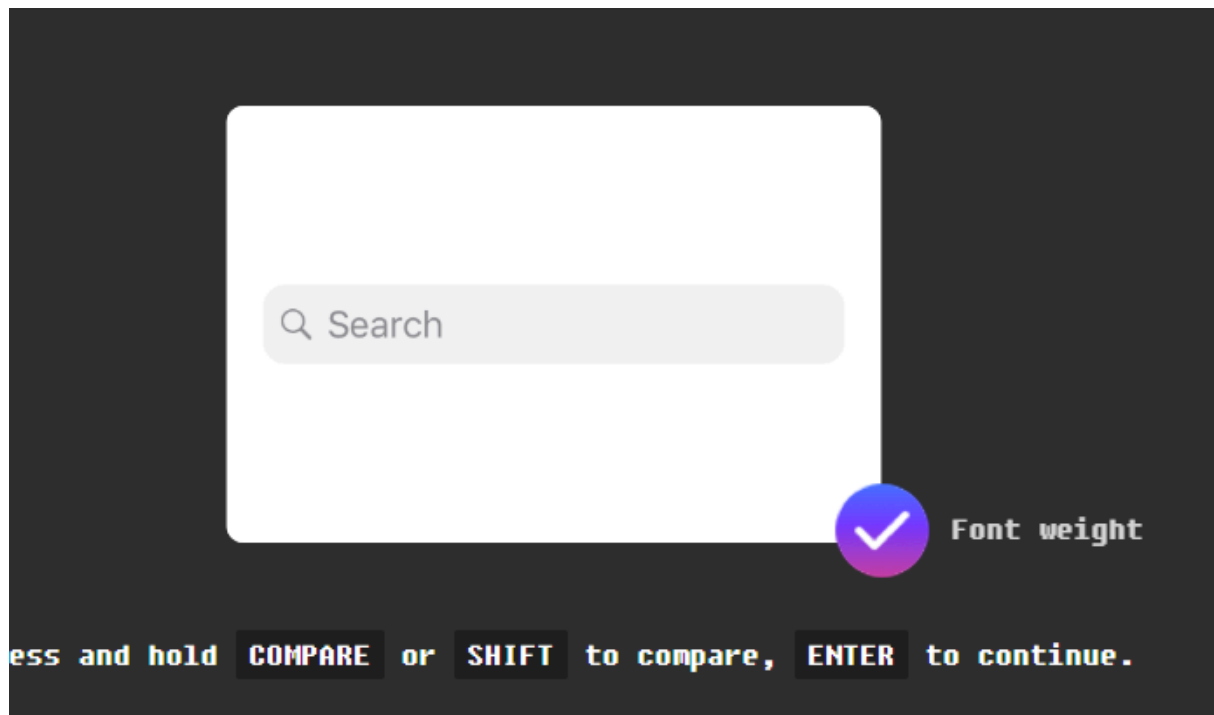 Search
Font weight
ess and hold COMPARE or SHIFT to compare, ENTER to continue.